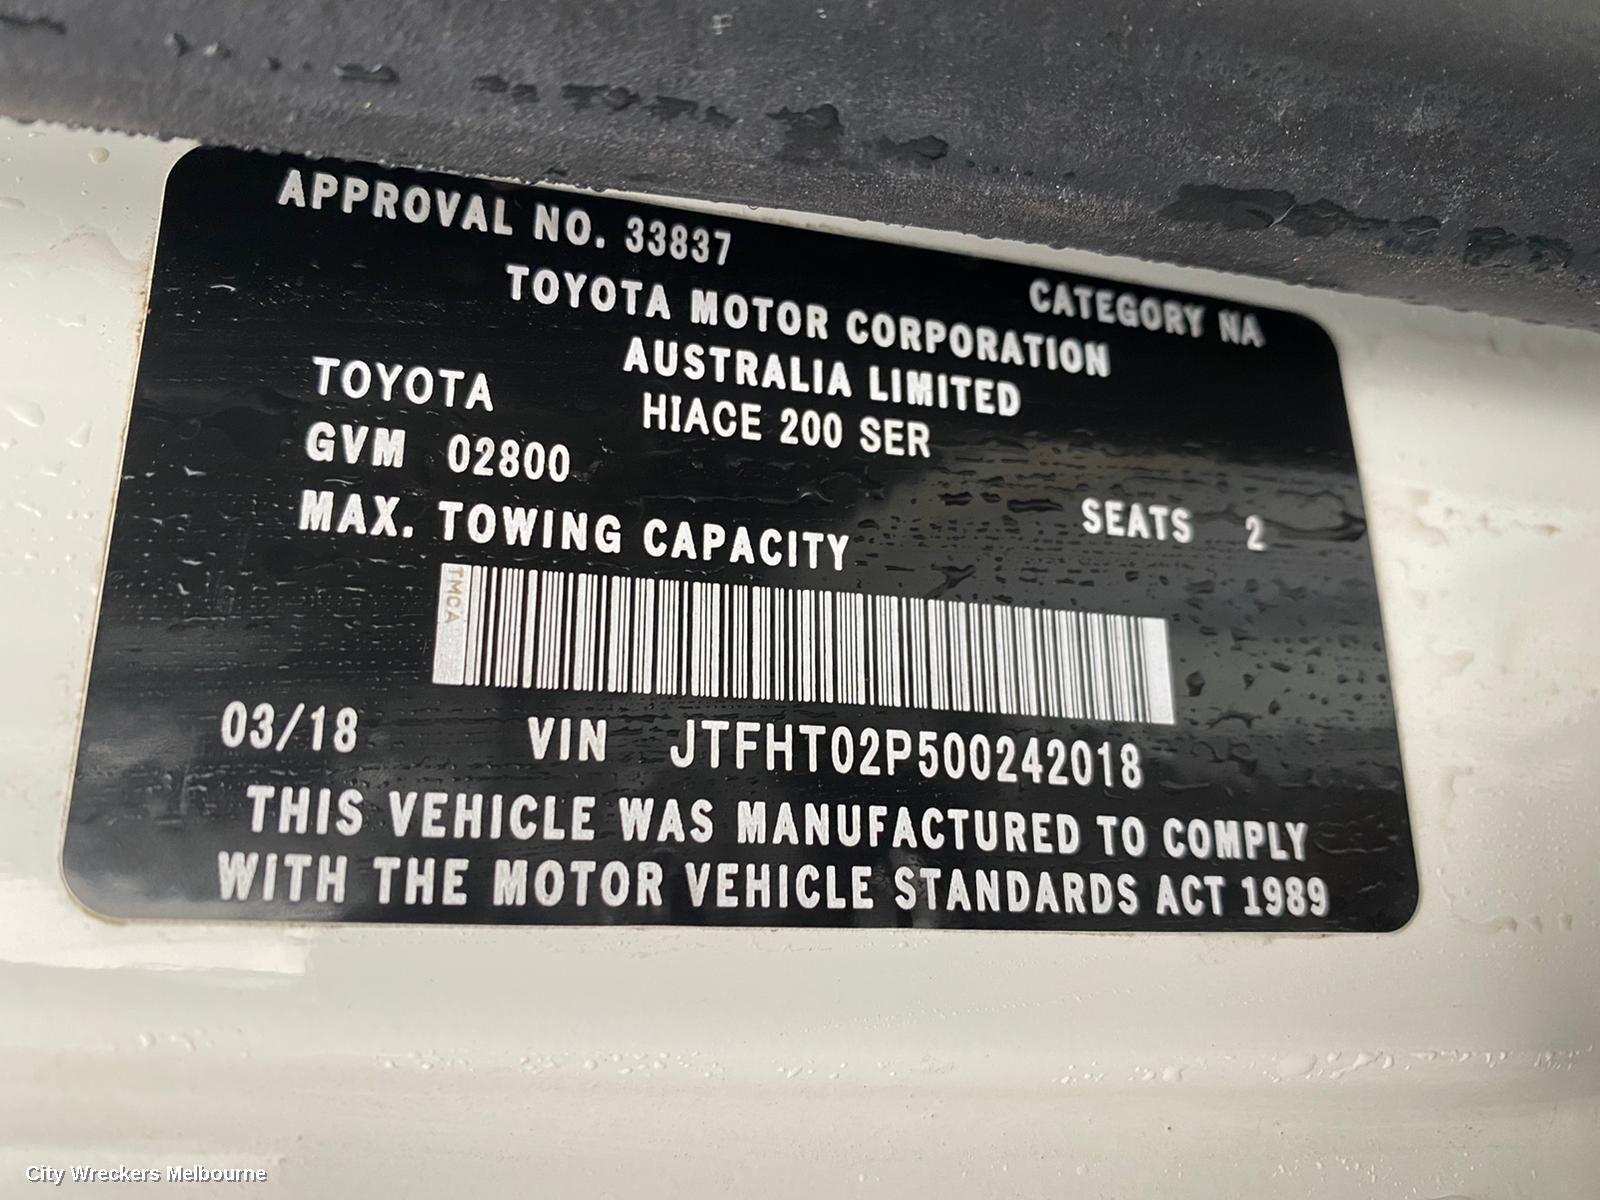 APPROVAL NO. 33837
CATEGORY NA
TOYOTA MOTOR CORPORATION
AUSTRALIA LIMITED
TOYOTA HIACE 200 SER
GVM 02800
SEATS 2
MAX. TOWING CAPACITY
TMCA
03/18 VIN JTFHT02P500242018
THIS VEHICLE WAS MANUFACTURED TO COMPLY
WITH THE MOTOR VEHICLE STANDARDS ACT 1989
City Wreckers Melbourne